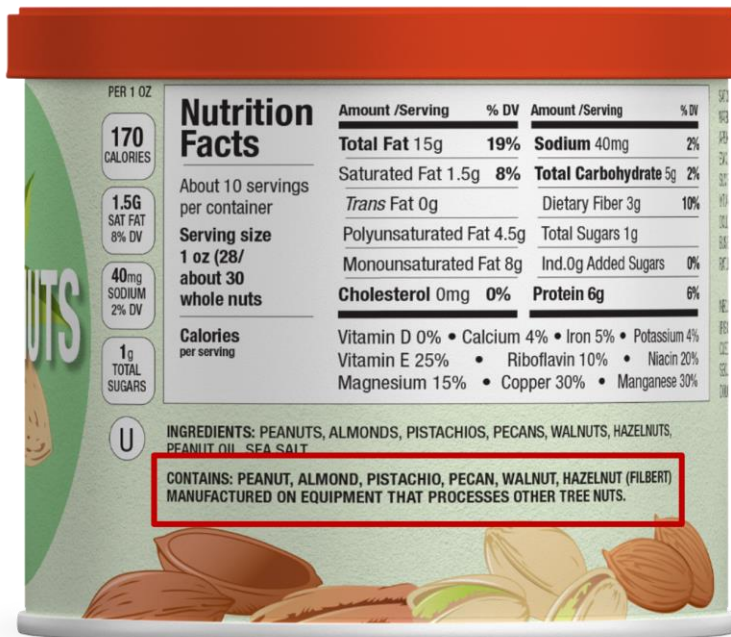 PER 1 OZ
170
CALORIES
1.5G
SAT FAT
8% DV
40mg
SODIUM
2% DV
1g
TOTAL
SUGARS
U
UTS
Nutrition
Facts
About 10 servings
per container
Serving size
1 oz (28/
about 30
whole nuts
Calories
per serving
Amount /Serving % DV
Total Fat 15g 19%
Saturated Fat 1.5g 8%
Trans Fat 0g
Polyunsaturated Fat 4.5g
Monounsaturated Fat 8g
Cholesterol 0mg 0%
Amount /Serving % DV
Sodium 40mg 2%
Total Carbohydrate 5g 2%
Dietary Fiber 3g 10%
Total Sugars 1g
Ind.0g Added Sugars 0%
Protein 6g 6%
Vitamin D 0% • Calcium 4% • Iron 5% • Potassium 4%
Vitamin E 25% • Riboflavin 10% • Niacin 20%
Magnesium 15% • Copper 30% • Manganese 30%
INGREDIENTS: PEANUTS, ALMONDS, PISTACHIOS, PECANS, WALNUTS, HAZELNUTS,
PEANUT OIL, SEA SALT
CONTAINS: PEANUT, ALMOND, PISTACHIO, PECAN, WALNUT, HAZELNUT (FILBERT)
MANUFACTURED ON EQUIPMENT THAT PROCESSES OTHER TREE NUTS.